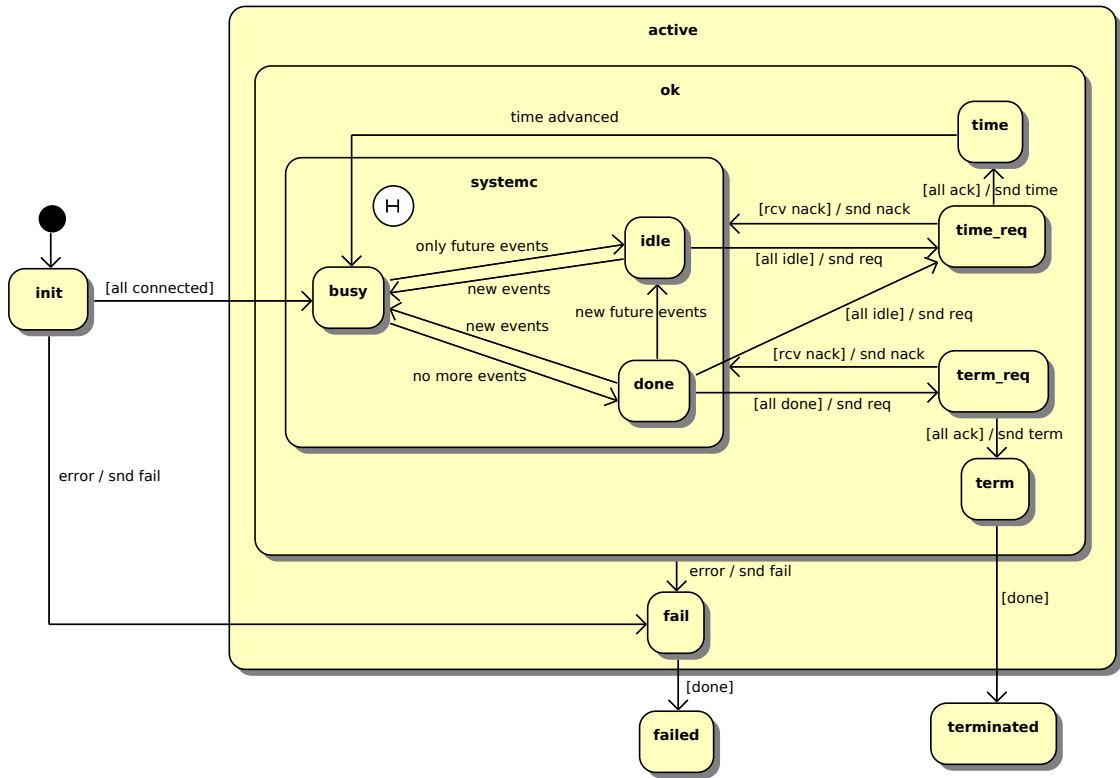 active
ok
time advanced
time
systemc
[all ack] / snd time
H
[rcv nack] / snd nack
time_req
idle
only future events
[all idle] / snd req
init
[all connected]
busy
new events
new future events
[all idle] / snd req
new events
[rcv nack] / snd nack
no more events
done
term_req
[all done] / snd req
[all ack] / snd term
error / snd fail
term
error / snd fail
[done]
fail
[done]
failed
terminated